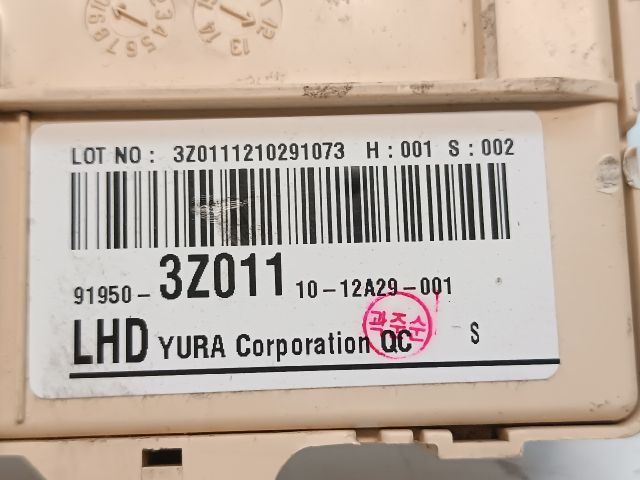 LOT NO : 3Z0111210291073 H : 001 S : 002
91950- 3Z011 10-12A29-001
LHD YURA Corporation QC S
곽주순